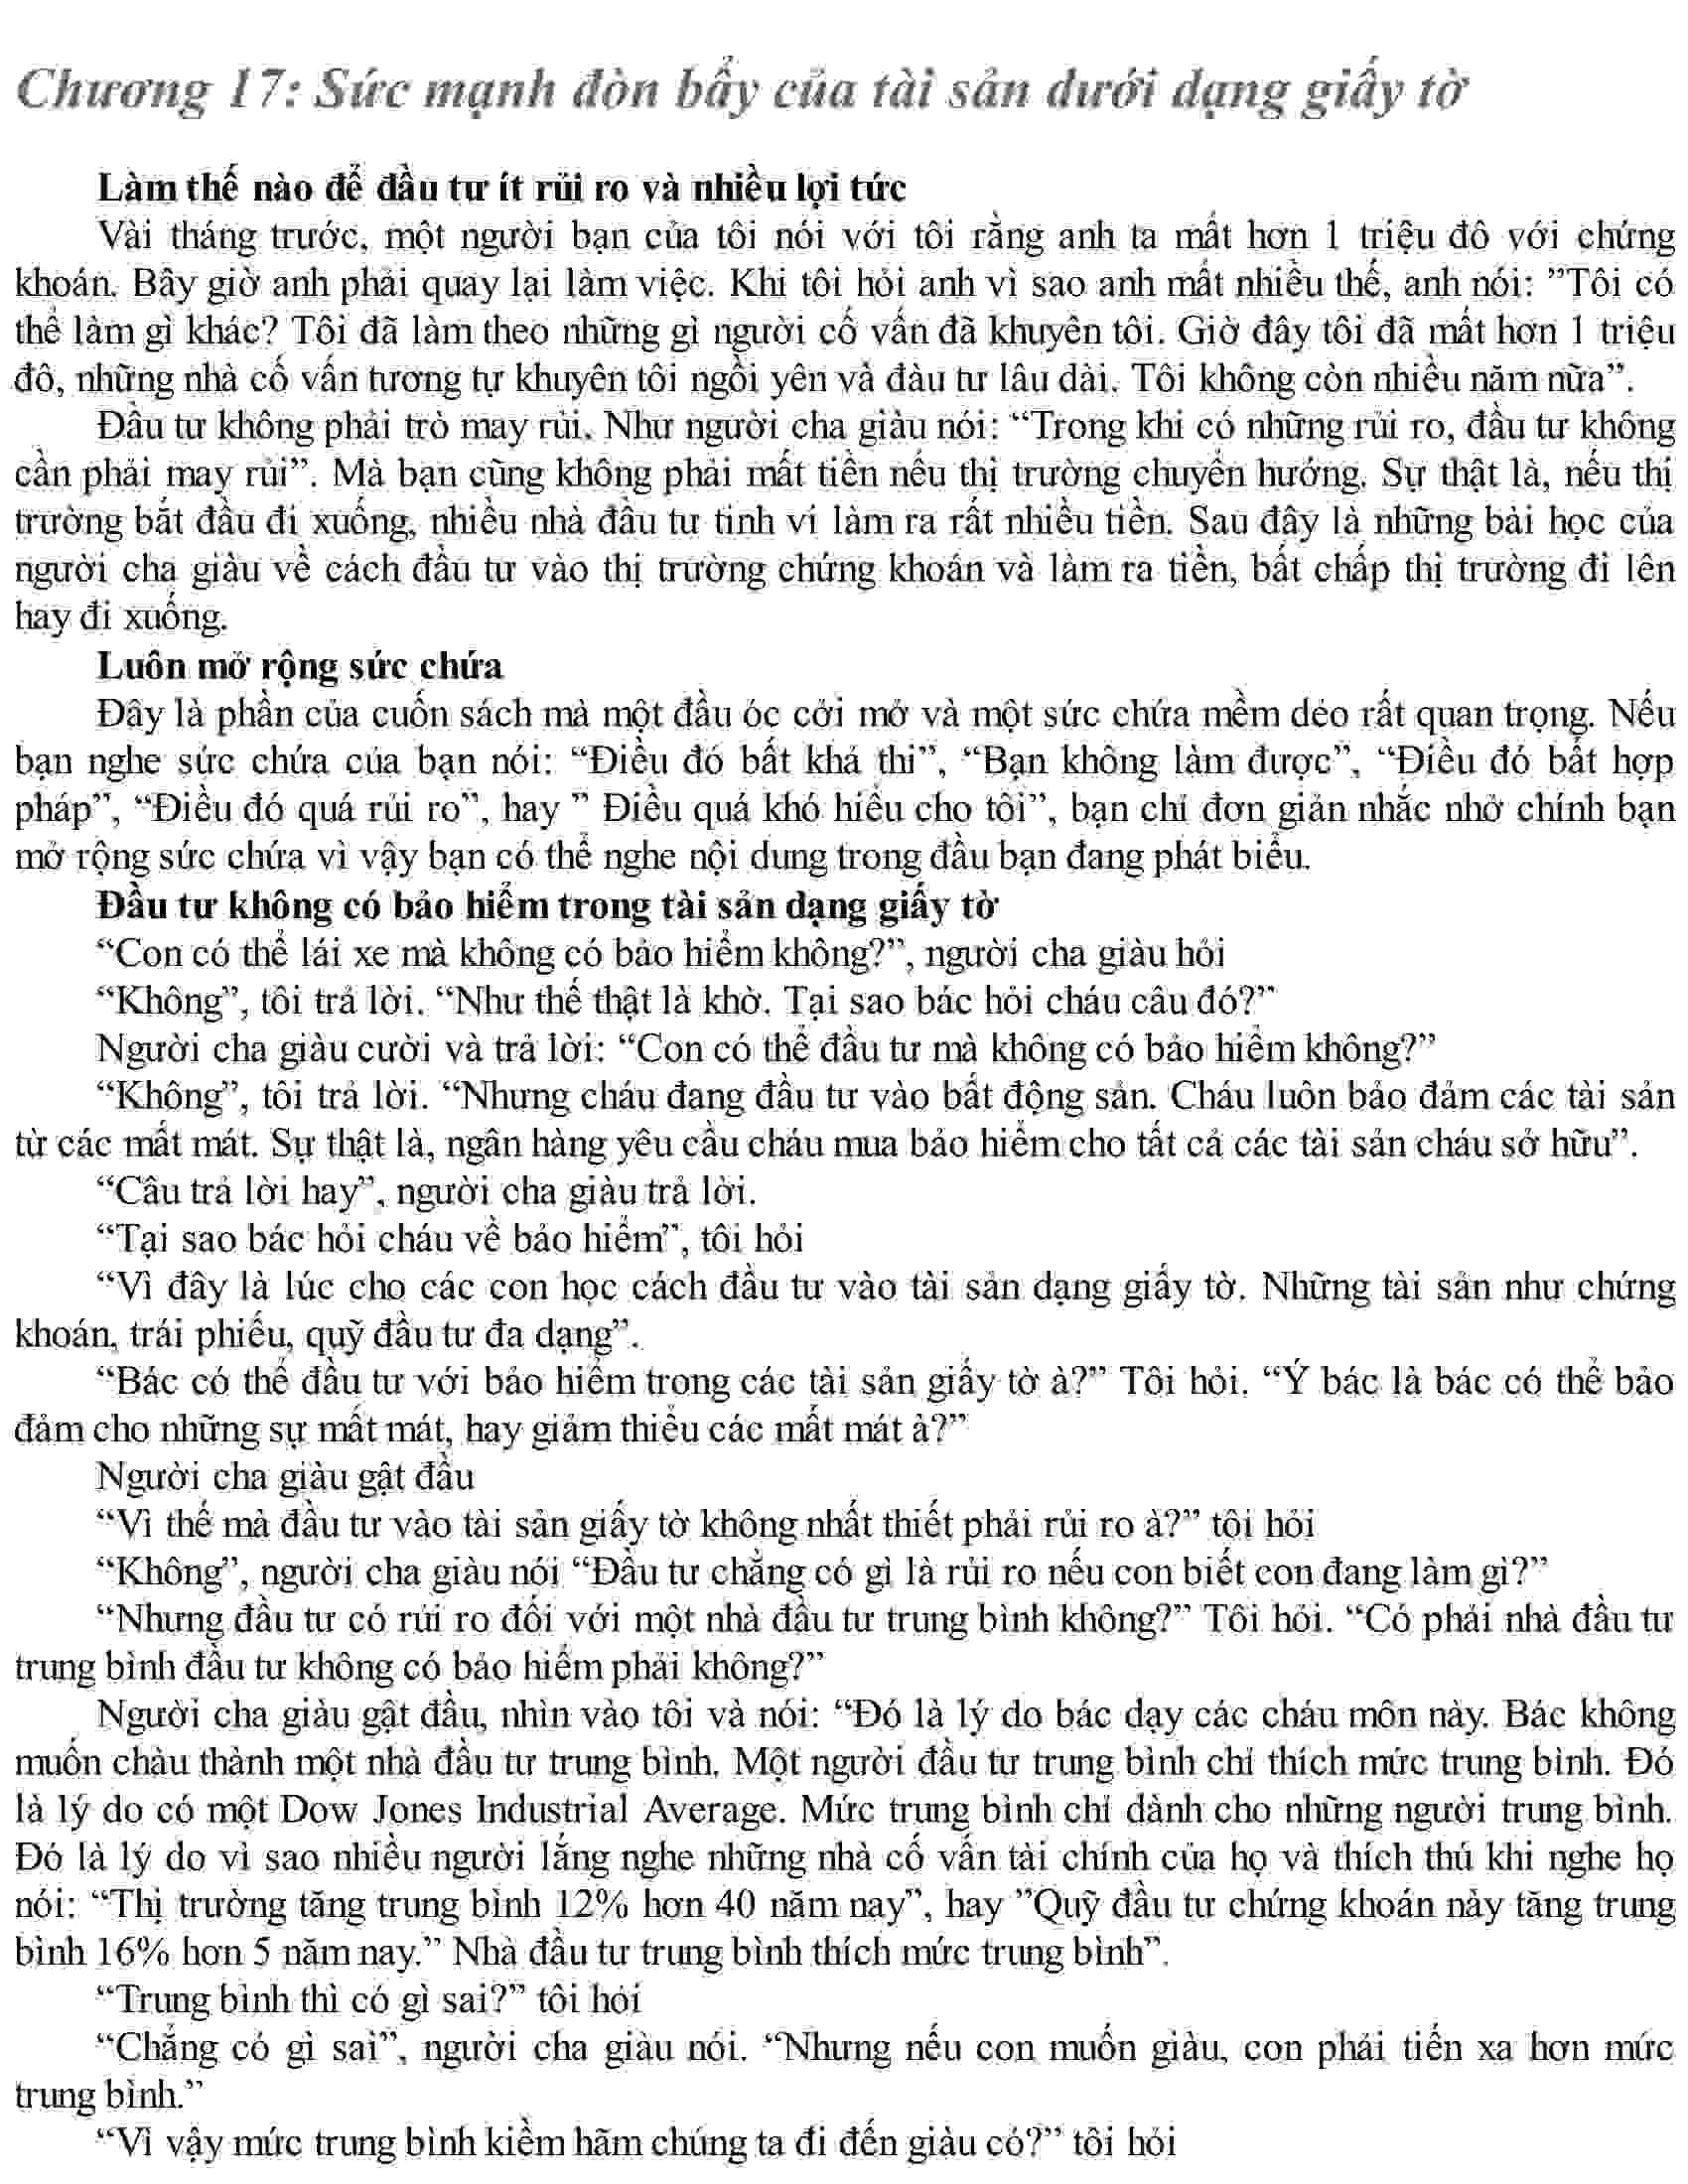 Chương 17: Sức mạnh đòn bẩy của tài sản dưới dạng giấy tờ
Làm thế nào để đầu tư ít rủi ro và nhiều lợi tức
Vài tháng trước, một người bạn của tôi nói với tôi rằng anh ta mất hơn 1 triệu đô với chứng
khoán. Bây giờ anh phải quay lại làm việc. Khi tôi hỏi anh vì sao anh mất nhiều thế, anh nói: ”Tôi có
thể làm gì khác? Tôi đã làm theo những gì người cố vấn đã khuyên tôi. Giờ đây tôi đã mất hơn 1 triệu
đô, những nhà cố vấn tương tự khuyên tôi ngồi yên và đàu tư lâu dài. Tôi không còn nhiều năm nữa”.
Đầu tư không phải trò may rủi. Như người cha giàu nói: “Trong khi có những rủi ro, đầu tư không
cần phải may rủi”. Mà bạn cũng không phải mất tiền nếu thị trường chuyển hướng. Sự thật là, nếu thị
trường bắt đầu đi xuống, nhiều nhà đầu tư tinh vi làm ra rất nhiều tiền. Sau đây là những bài học của
người cha giàu về cách đầu tư vào thị trường chứng khoán và làm ra tiền, bất chấp thị trường đi lên
hay đi xuống.
Luôn mở rộng sức chứa
Đây là phần của cuốn sách mà một đầu óc cởi mở và một sức chứa mềm dẻo rất quan trọng. Nếu
bạn nghe sức chứa của bạn nói: “Điều đó bất khả thi”, “Bạn không làm được”, “Điều đó bất hợp
pháp”, “Điều đó quá rủi ro”, hay ” Điều quá khó hiểu cho tôi”, bạn chỉ đơn giản nhắc nhở chính bạn
mở rộng sức chứa vì vậy bạn có thể nghe nội dung trong đầu bạn đang phát biểu.
Đầu tư không có bảo hiểm trong tài sản dạng giấy tờ
“Con có thể lái xe mà không có bảo hiểm không?”, người cha giàu hỏi
“Không”, tôi trả lời. “Như thế thật là khờ. Tại sao bác hỏi cháu câu đó?”
Người cha giàu cười và trả lời: “Con có thể đầu tư mà không có bảo hiểm không?”
“Không”, tôi trả lời. “Nhưng cháu đang đầu tư vào bất động sản. Cháu luôn bảo đảm các tài sản
từ các mất mát. Sự thật là, ngân hàng yêu cầu cháu mua bảo hiểm cho tất cả các tài sản cháu sở hữu”.
“Câu trả lời hay”, người cha giàu trả lời.
“Tại sao bác hỏi cháu về bảo hiểm”, tôi hỏi
“Vì đây là lúc cho các con học cách đầu tư vào tài sản dạng giấy tờ. Những tài sản như chứng
khoán, trái phiếu, quỹ đầu tư đa dạng”.
“Bác có thể đầu tư với bảo hiểm trong các tài sản giấy tờ à?” Tôi hỏi. “Ý bác là bác có thể bảo
đảm cho những sự mất mát, hay giảm thiểu các mất mát à?”
Người cha giàu gật đầu
“Vì thế mà đầu tư vào tài sản giấy tờ không nhất thiết phải rủi ro à?” tôi hỏi
“Không”, người cha giàu nói “Đầu tư chẳng có gì là rủi ro nếu con biết con đang làm gì?”
“Nhưng đầu tư có rủi ro đối với một nhà đầu tư trung bình không?” Tôi hỏi. “Có phải nhà đầu tư
trung bình đầu tư không có bảo hiểm phải không?”
Người cha giàu gật đầu, nhìn vào tôi và nói: “Đó là lý do bác dạy các cháu môn này. Bác không
muốn chàu thành một nhà đầu tư trung bình. Một người đầu tư trung bình chỉ thích mức trung bình. Đó
là lý do có một Dow Jones Industrial Average. Mức trung bình chỉ dành cho những người trung bình.
Đó là lý do vì sao nhiều người lắng nghe những nhà cố vấn tài chính của họ và thích thú khi nghe họ
nói: “Thị trường tăng trung bình 12% hơn 40 năm nay”, hay ”Quỹ đầu tư chứng khoán này tăng trung
bình 16% hơn 5 năm nay.” Nhà đầu tư trung bình thích mức trung bình”.
“Trung bình thì có gì sai?” tôi hỏi
“Chẳng có gì sai”, người cha giàu nói. “Nhưng nếu con muốn giàu, con phải tiến xa hơn mức
trung bình.”
“Vì vậy mức trung bình kiềm hãm chúng ta đi đến giàu có?” tôi hỏi